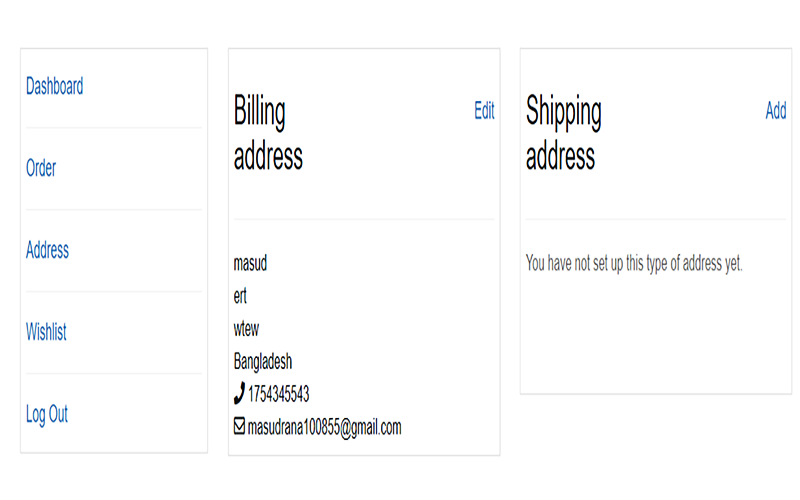 Dashboard
Order
Address
Wishlist
Log Out
Billing
address
Edit
masud
ert
wtew
Bangladesh
1754345543
masudrana100855@gmail.com
Shipping
address
Add
You have not set up this type of address yet.